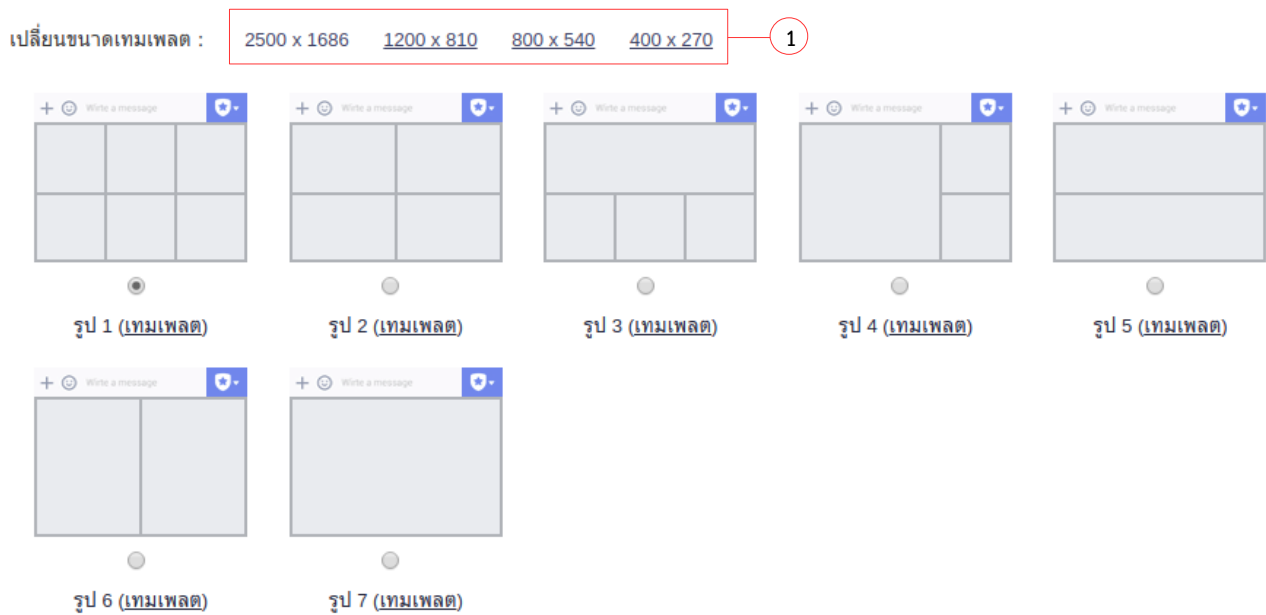 เปลี่ยนขนาดเทมเพลต : 2500 x 1686 1200 x 810 800 x 540 400 x 270 1
Wirte a message Wirte a message Wirte a message Wirte a message Wirte a message
รูป 1 (เทมเพลต) รูป 2 (เทมเพลต) รูป 3 (เทมเพลต) รูป 4 (เทมเพลต) รูป 5 (เทมเพลต)
Wirte a message Wirte a message
รูป 6 (เทมเพลต) รูป 7 (เทมเพลต)